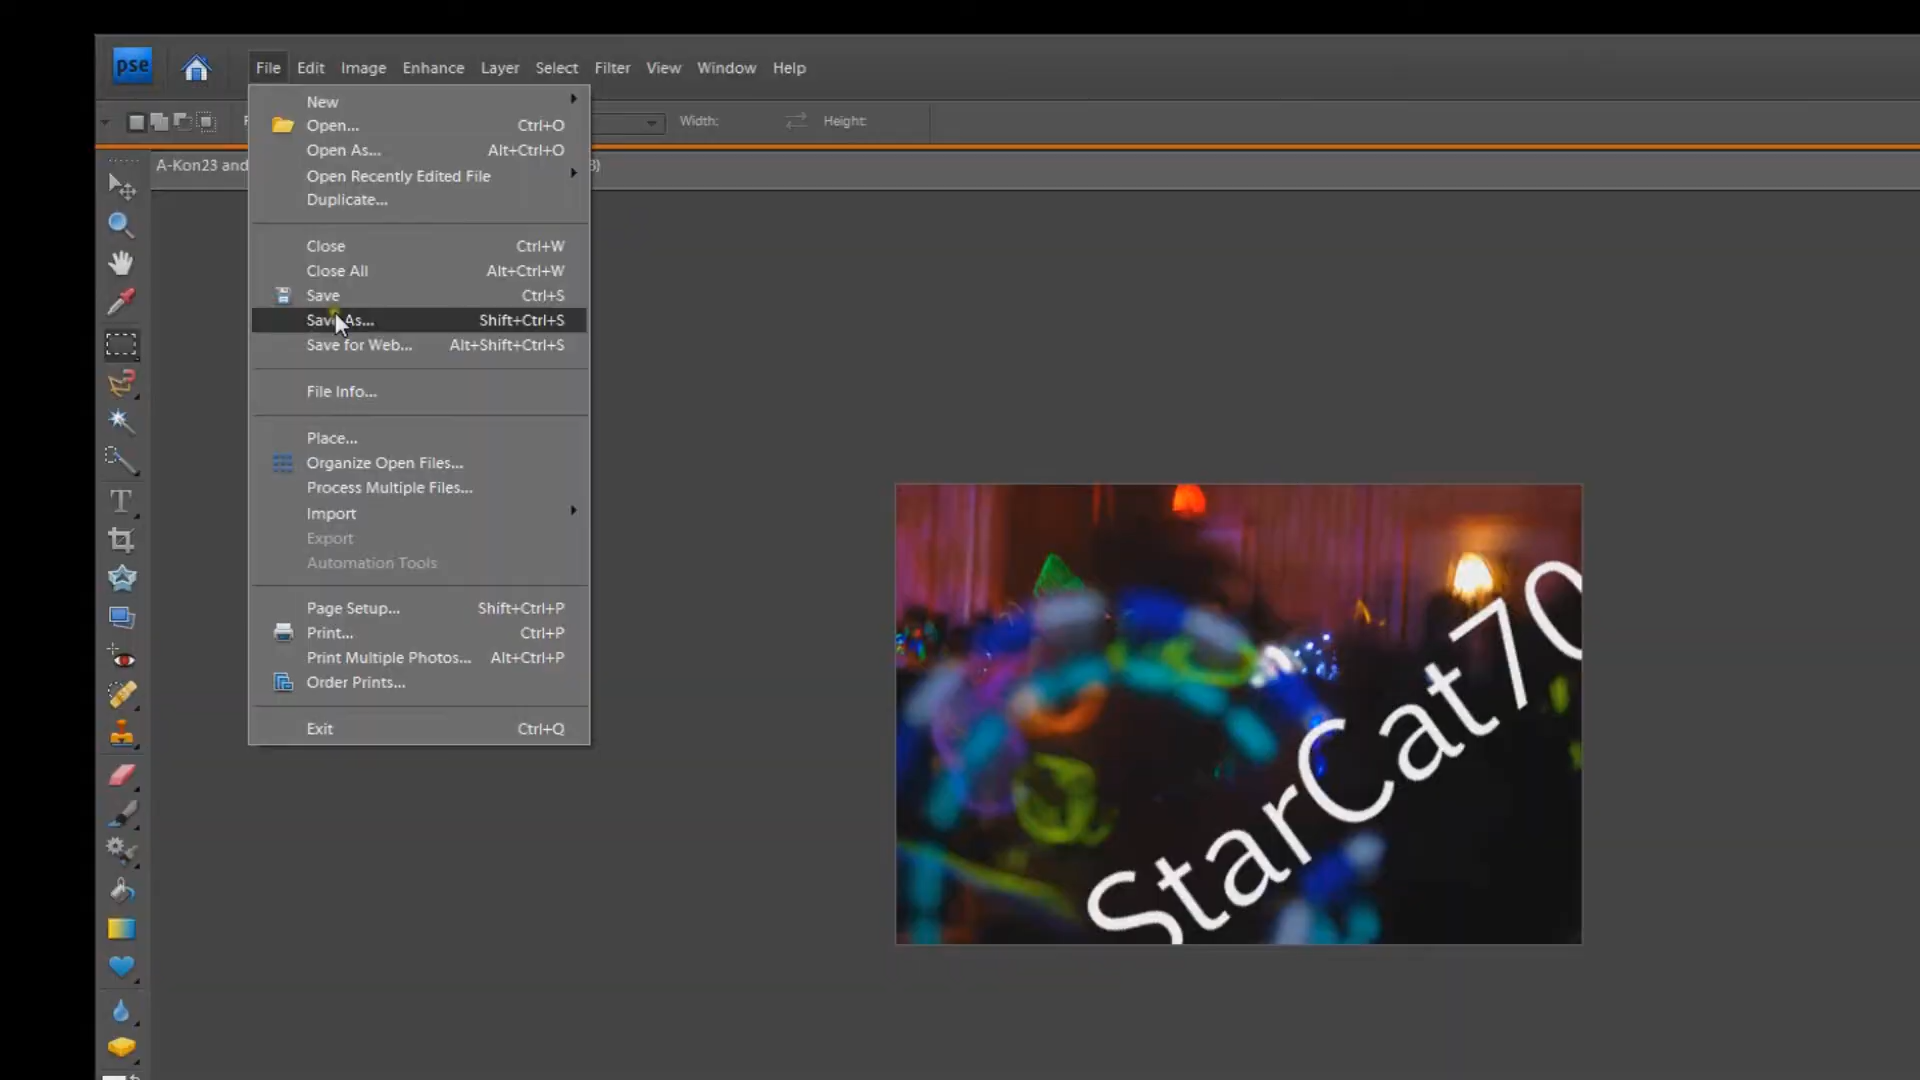 pse
File Edit Image Enhance Layer Select Filter View Window Help
New
Open... Ctrl+O
Width: Height:
Open As... Alt+Ctrl+O
A-Kon23 and
Open Recently Edited File
Duplicate...
Close Ctrl+W
Close All Alt+Ctrl+W
Save Ctrl+S
Save As... Shift+Ctrl+S
Save for Web... Alt+Shift+Ctrl+S
File Info...
Place...
Organize Open Files...
Process Multiple Files...
Import
Export
Automation Tools
Page Setup... Shift+Ctrl+P
Print... Ctrl+P
Print Multiple Photos... Alt+Ctrl+P
Order Prints...
Exit Ctrl+Q
T
StarCat70